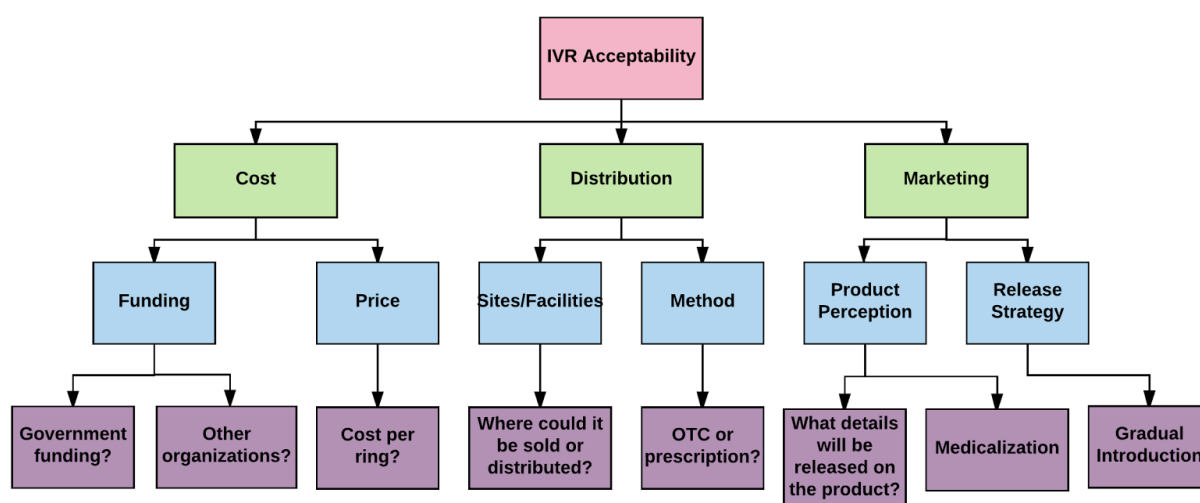 IVR Acceptability
Cost
Distribution
Marketing
Funding
Price
Sites/Facilities
Method
Product
Perception
Release
Strategy
Government
funding?
Other
organizations?
Cost per
ring?
Where could it
be sold or
distributed?
OTC or
prescription?
What details
will be
released on
the product?
Medicalization
Gradual
Introduction